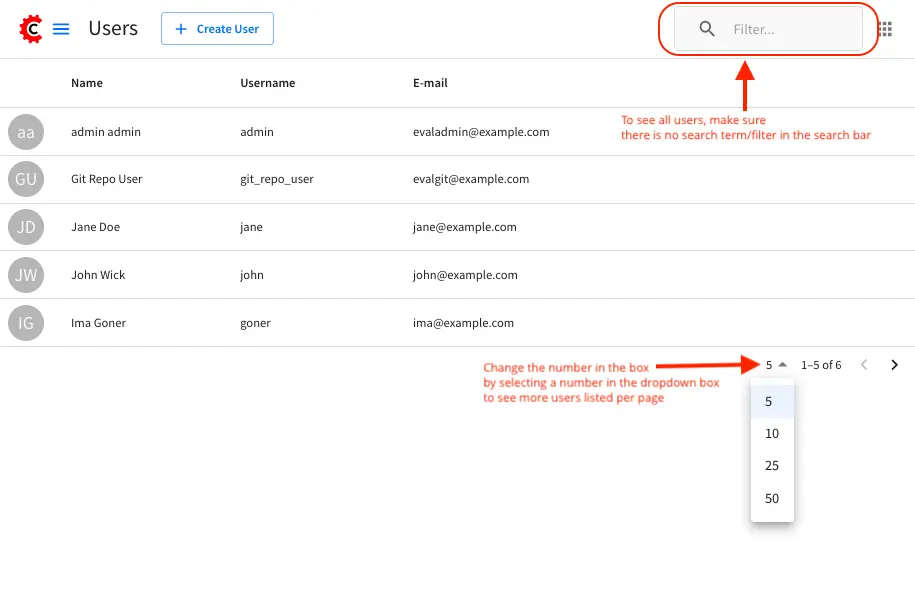 C
Users
+ Create User
Filter...
Name Username E-mail
To see all users, make sure
there is no search term/filter in the search bar
aa admin admin admin evaladmin@example.com
GU Git Repo User git_repo_user evalgit@example.com
JD Jane Doe jane jane@example.com
JW John Wick john john@example.com
IG Ima Goner goner ima@example.com
Change the number in the box
by selecting a number in the dropdown box
to see more users listed per page
5 1–5 of 6
5
10
25
50